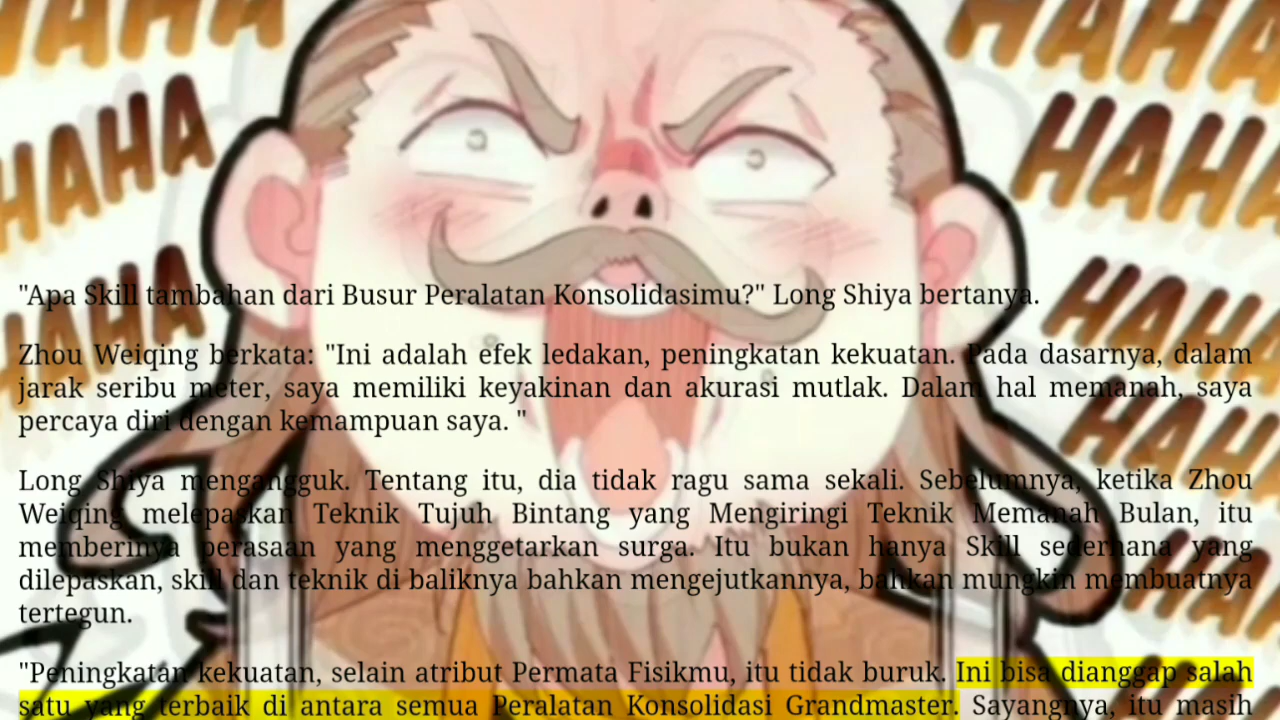 HAHA
HAHA
HAHA
HAHA
HAHA
HAHA
HAHA
HAHA
"Apa Skill tambahan dari Busur Peralatan Konsolidasimu?" Long Shiya bertanya.
Zhou Weiqing berkata: "Ini adalah efek ledakan, peningkatan kekuatan. Pada dasarnya, dalam
jarak seribu meter, saya memiliki keyakinan dan akurasi mutlak. Dalam hal memanah, saya
percaya diri dengan kemampuan saya. "
Long Shiya mengangguk. Tentang itu, dia tidak ragu sama sekali. Sebelumnya, ketika Zhou
Weiqing melepaskan Teknik Tujuh Bintang yang Mengiringi Teknik Memanah Bulan, itu
memberinya perasaan yang menggetarkan surga. Itu bukan hanya Skill sederhana yang
dilepaskan, skill dan teknik di baliknya bahkan mengejutkannya, bahkan mungkin membuatnya
tertegun.
"Peningkatan kekuatan, selain atribut Permata Fisikmu, itu tidak buruk. Ini bisa dianggap salah
satu yang terbaik di antara semua Peralatan Konsolidasi Grandmaster. Sayangnya, itu masih